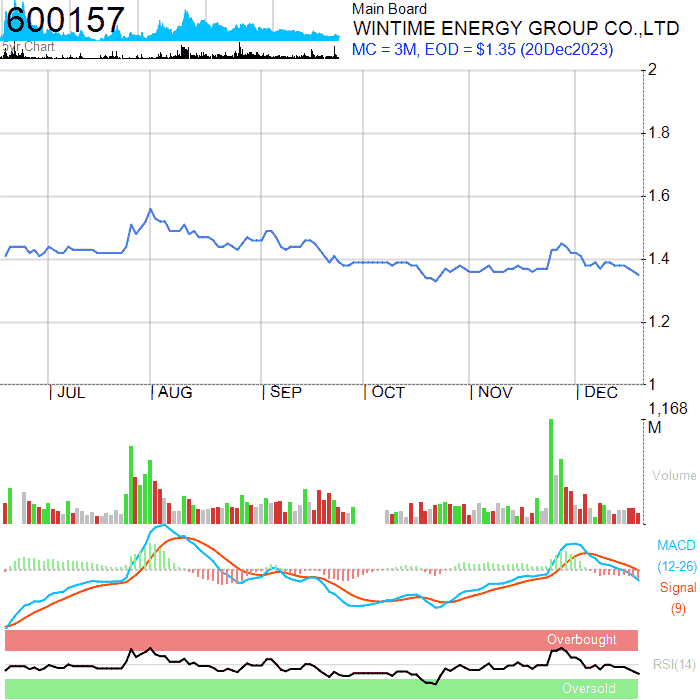 600157
5yr Chart
Main Board
WINTIME ENERGY GROUP CO.,LTD
MC = 3M, EOD = $1.35 (20Dec2023)
2
1.8
1.6
1.4
1.2
1
JUL AUG SEP OCT NOV DEC
1,168
M
Volume
MACD
(12-26)
Signal
(9)
Overbought
RSI(14)
Oversold